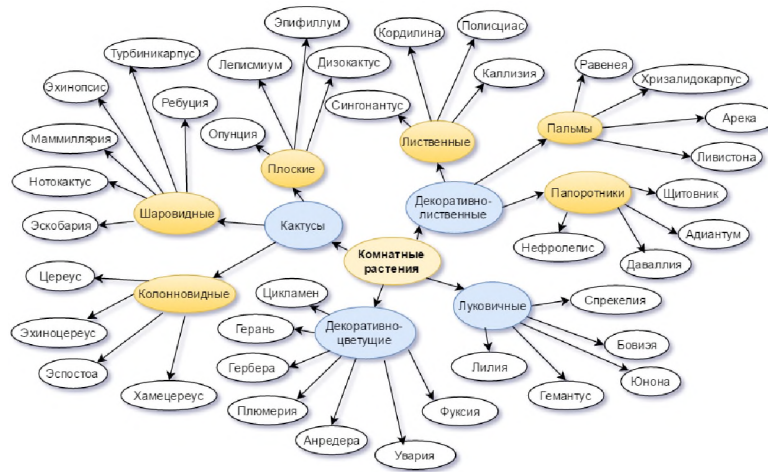 Эпифиллум
Полисциас
Кордилина
Турбиникарпус
Леписмиум
Дизокактус
Равенея
Каллизия
Хризалидокарпус
Эхинопсис
Ребуция
Сингонантус
Опунция
Арека
Пальмы
Маммиллярия
Лиственные
Ливистона
Плоские
Нотокактус
Щитовник
Папоротники
Декоративно-
лиственные
Шаровидные
Эскобария
Кактусы
Адиантум
Нефролепис
Комнатные
растения
Даваллия
Цереус
Цикламен
Колонновидные
Луковичные
Спрекелия
Герань
Декоративно-
цветущие
Эхиноцереус
Бовиэя
Гербера
Лилия
Эспостоа
Юнона
Хамецереус
Гемантус
Плюмерия
Фуксия
Анредера
Увария